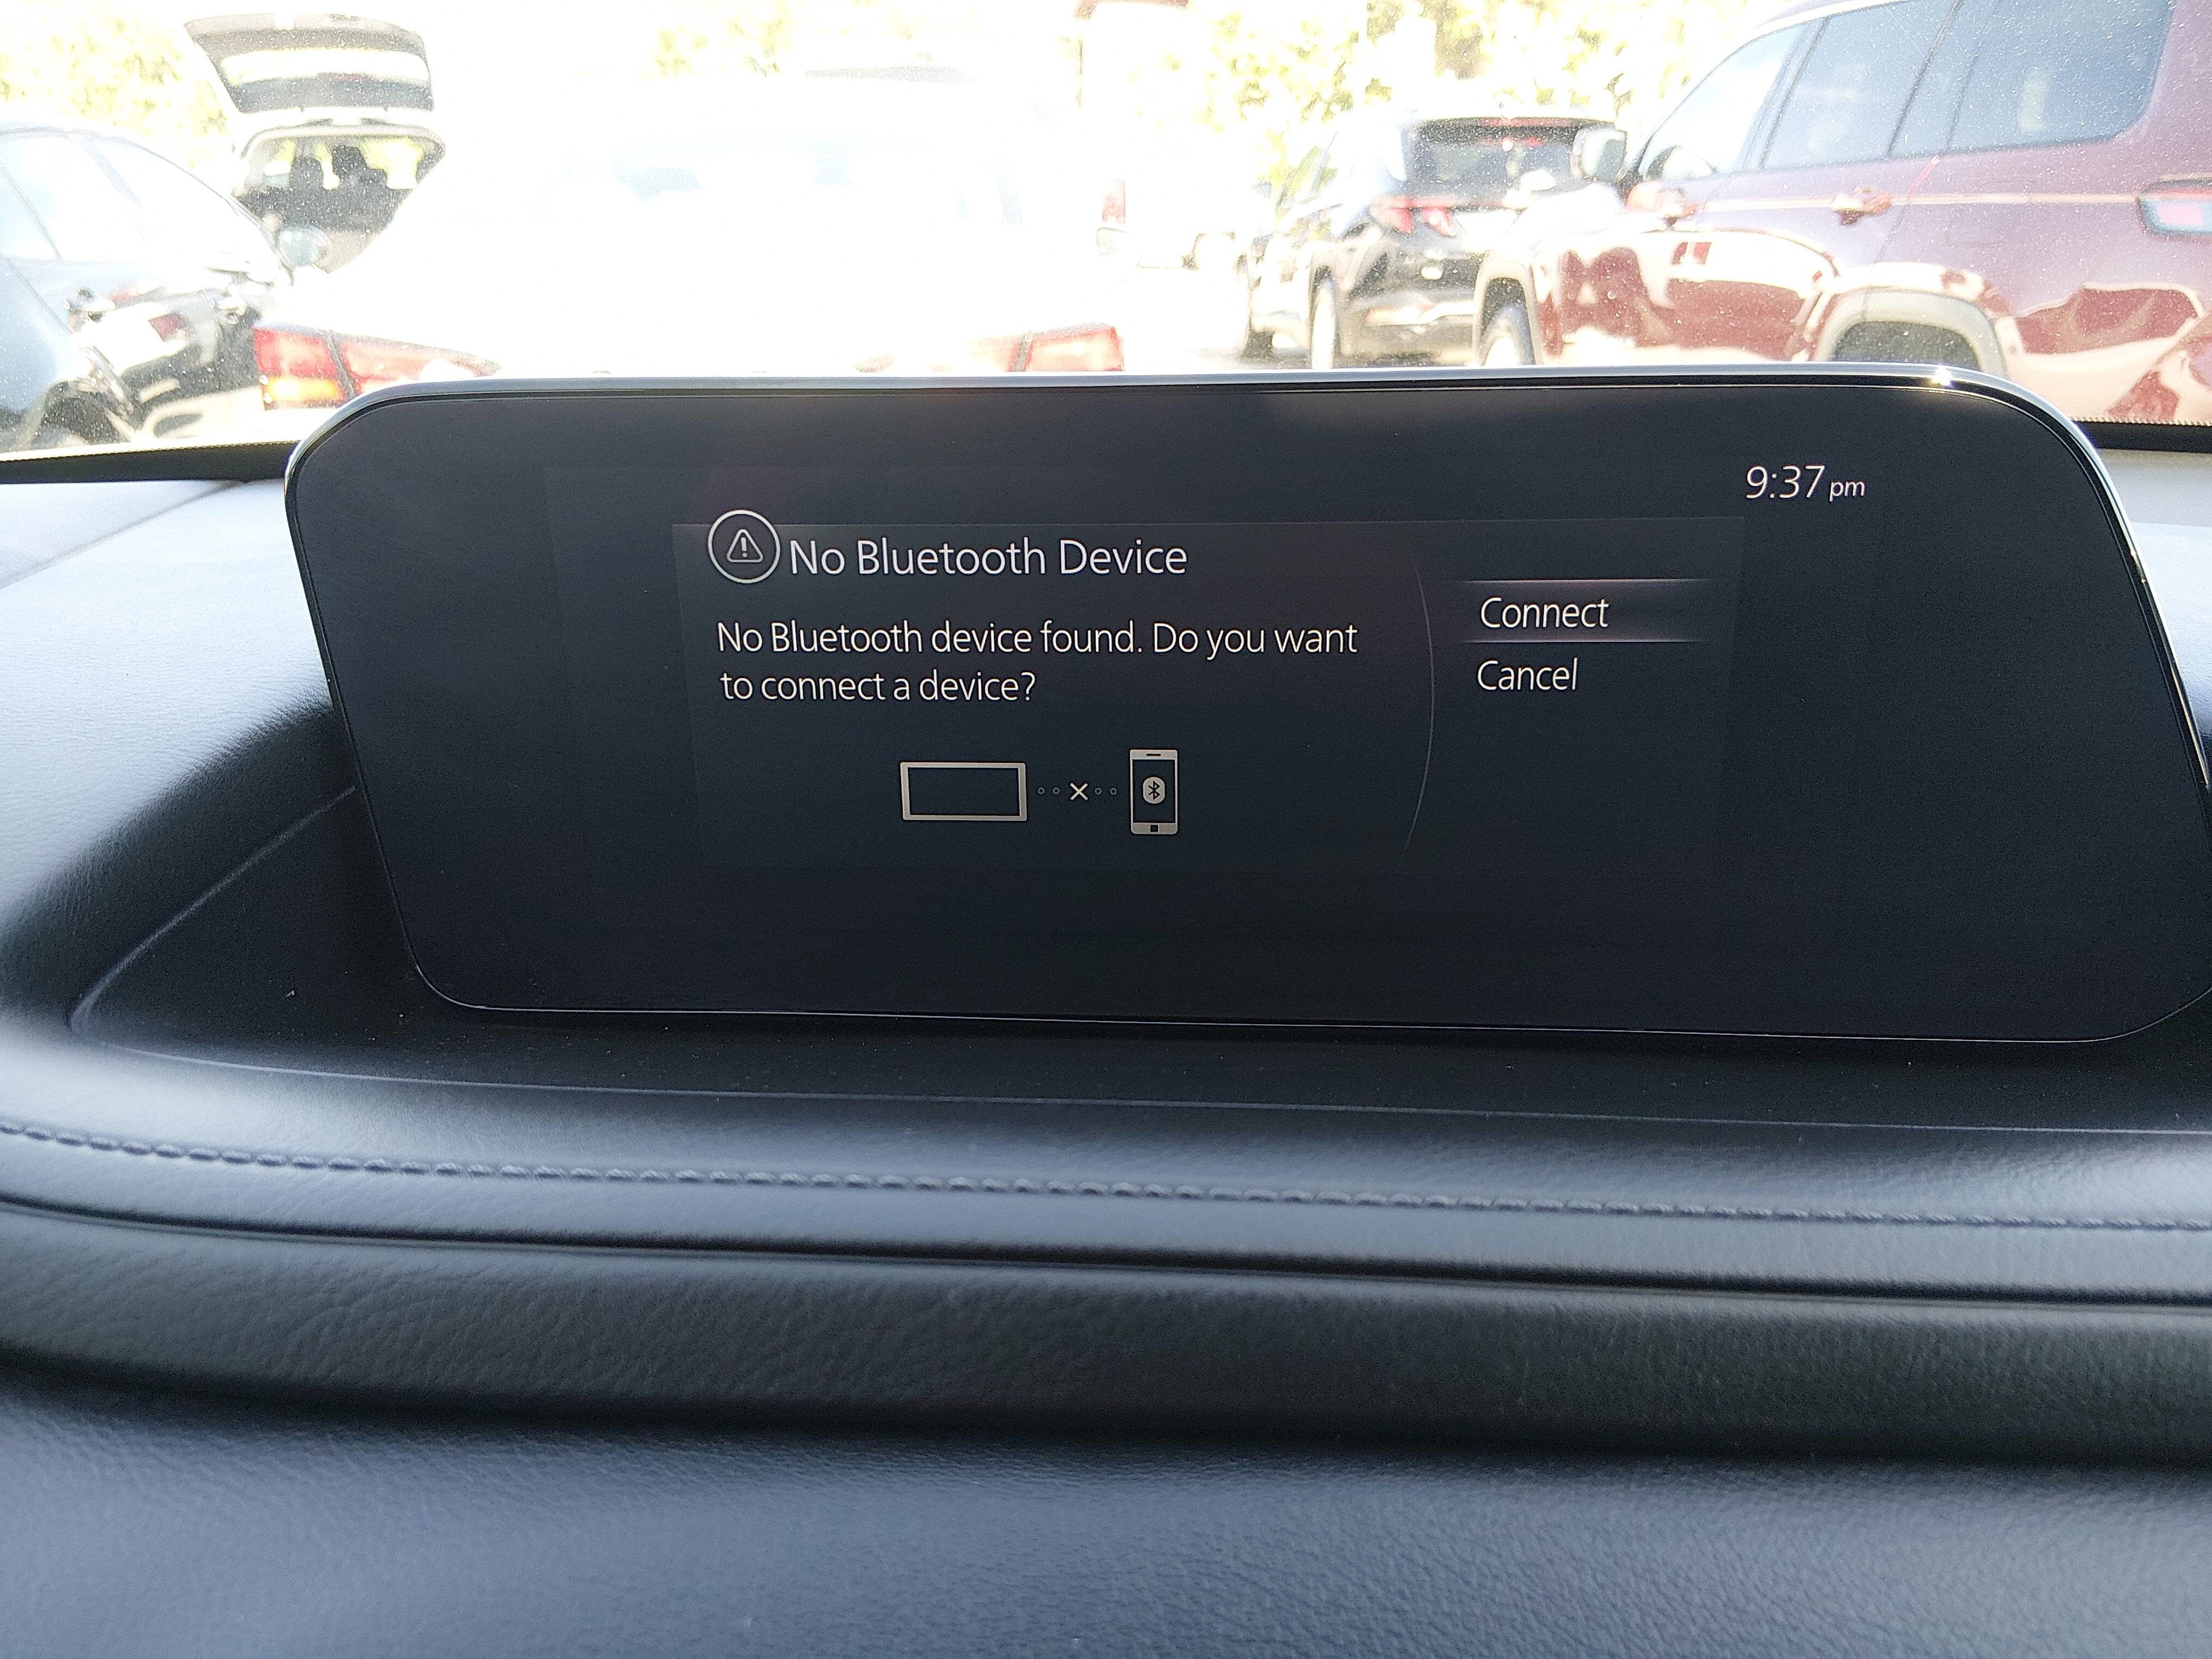 9:37 pm
No Bluetooth Device
No Bluetooth device found. Do you want
to connect a device?
Connect
Cancel